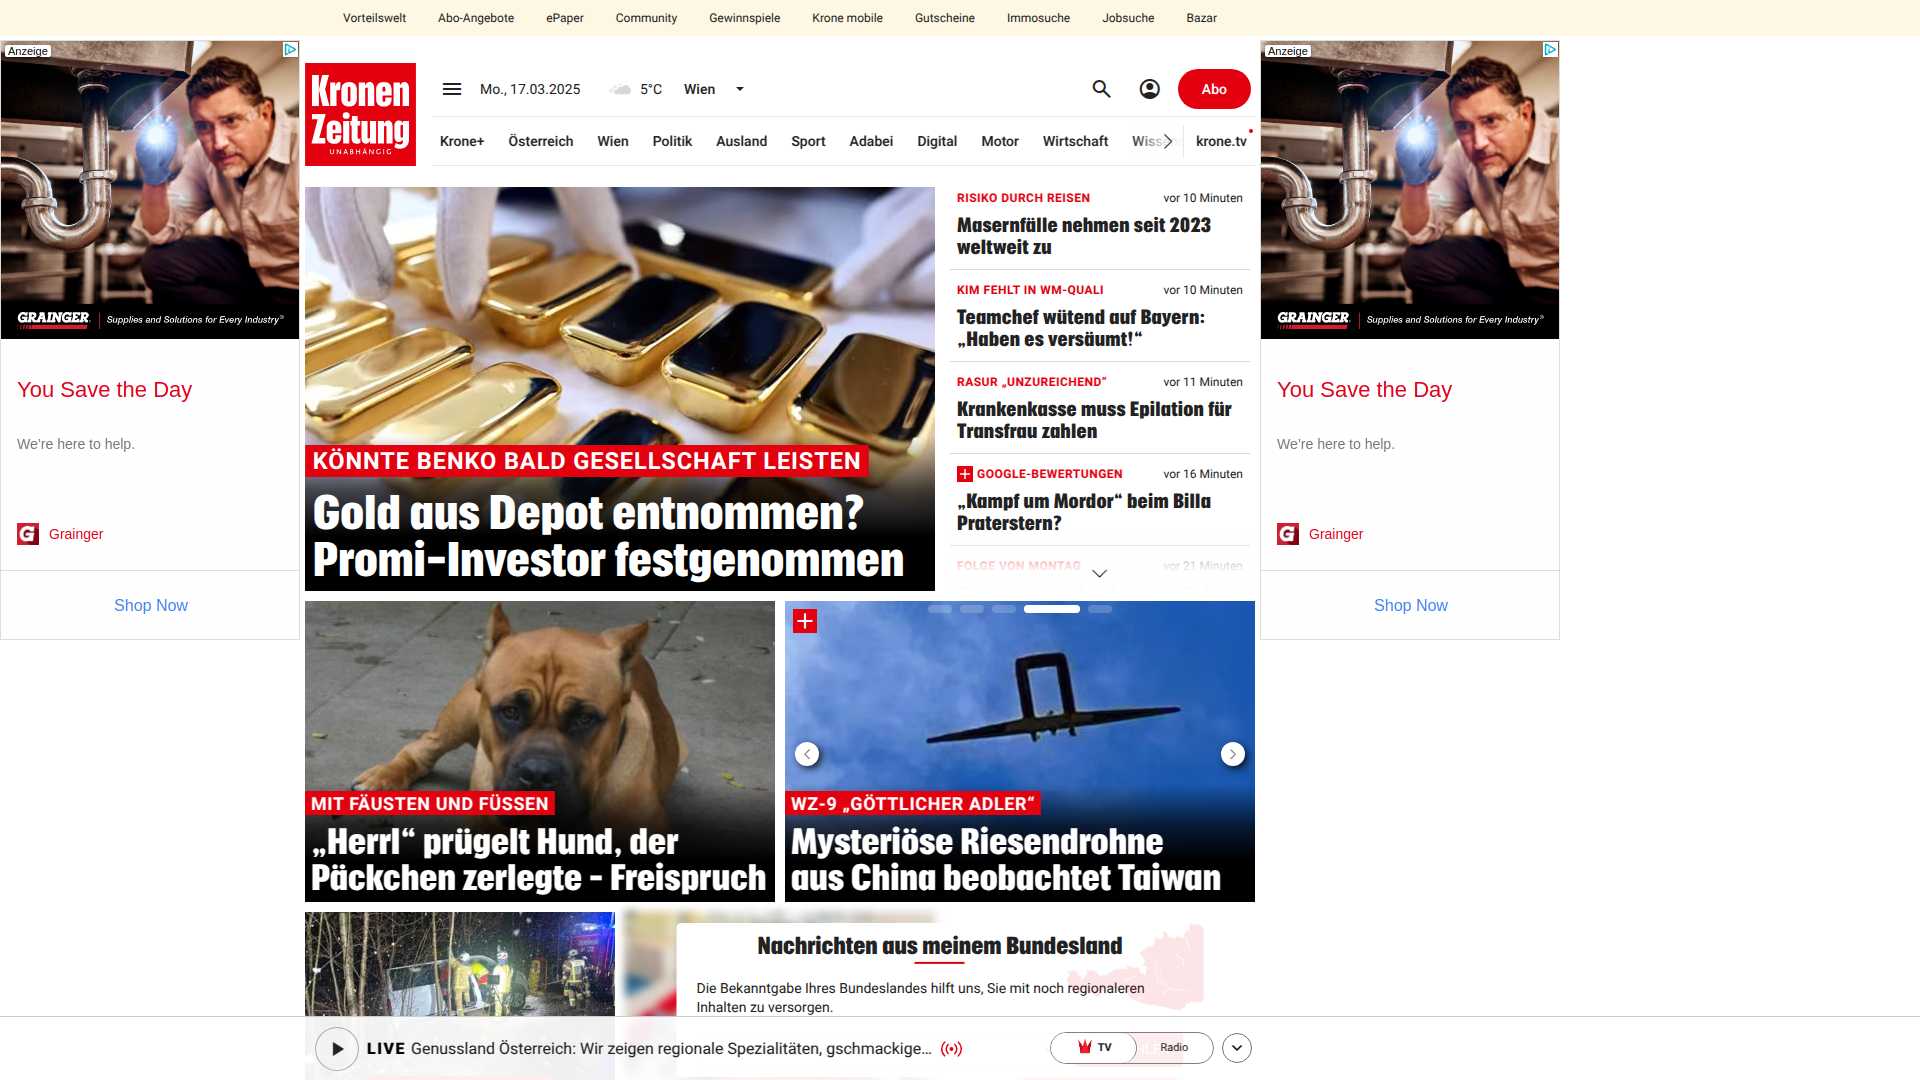 Vorteilswelt Abo-Angebote ePaper Community Gewinnspiele Krone mobile Gutscheine Immosuche Jobsuche Bazar
Anzeige
GRAINGER
Supplies and Solutions for Every Industry®
You Save the Day
We're here to help.
Grainger
Shop Now
Kronen
Zeitung
UNABHÄNGIG
Mo., 17.03.2025 5°C Wien
Abo
Krone+ Österreich Wien Politik Ausland Sport Adabei Digital Motor Wirtschaft krone.tv
KÖNNTE BENKO BALD GESELLSCHAFT LEISTEN
Gold aus Depot entnommen?
Promi-Investor festgenommen
RISIKO DURCH REISEN vor 10 Minuten
Masernfälle nehmen seit 2023
weltweit zu
KIM FEHLT IN WM-QUALI vor 10 Minuten
Teamchef wütend auf Bayern:
„Haben es versäumt!“
RASUR „UNZUREICHEND“ vor 11 Minuten
Krankenkasse muss Epilation für
Transfrau zahlen
GOOGLE-BEWERTUNGEN vor 16 Minuten
„Kampf um Mordor“ beim Billa
Praterstern?
FOLGE VON MONTAG vor 21 Minuten
MIT FÄUSTEN UND FÜSSEN
„Herrl“ prügelt Hund, der
Päckchen zerlegte – Freispruch
WZ-9 „GÖTTLICHER ADLER“
Mysteriöse Riesendrohne
aus China beobachtet Taiwan
Nachrichten aus meinem Bundesland
Die Bekanntgabe Ihres Bundeslandes hilft uns, Sie mit noch regionaleren
Inhalten zu versorgen.
LIVE Genussland Österreich: Wir zeigen regionale Spezialitäten, gschmackige...
TV Radio
Anzeige
GRAINGER
Supplies and Solutions for Every Industry®
You Save the Day
We're here to help.
Grainger
Shop Now